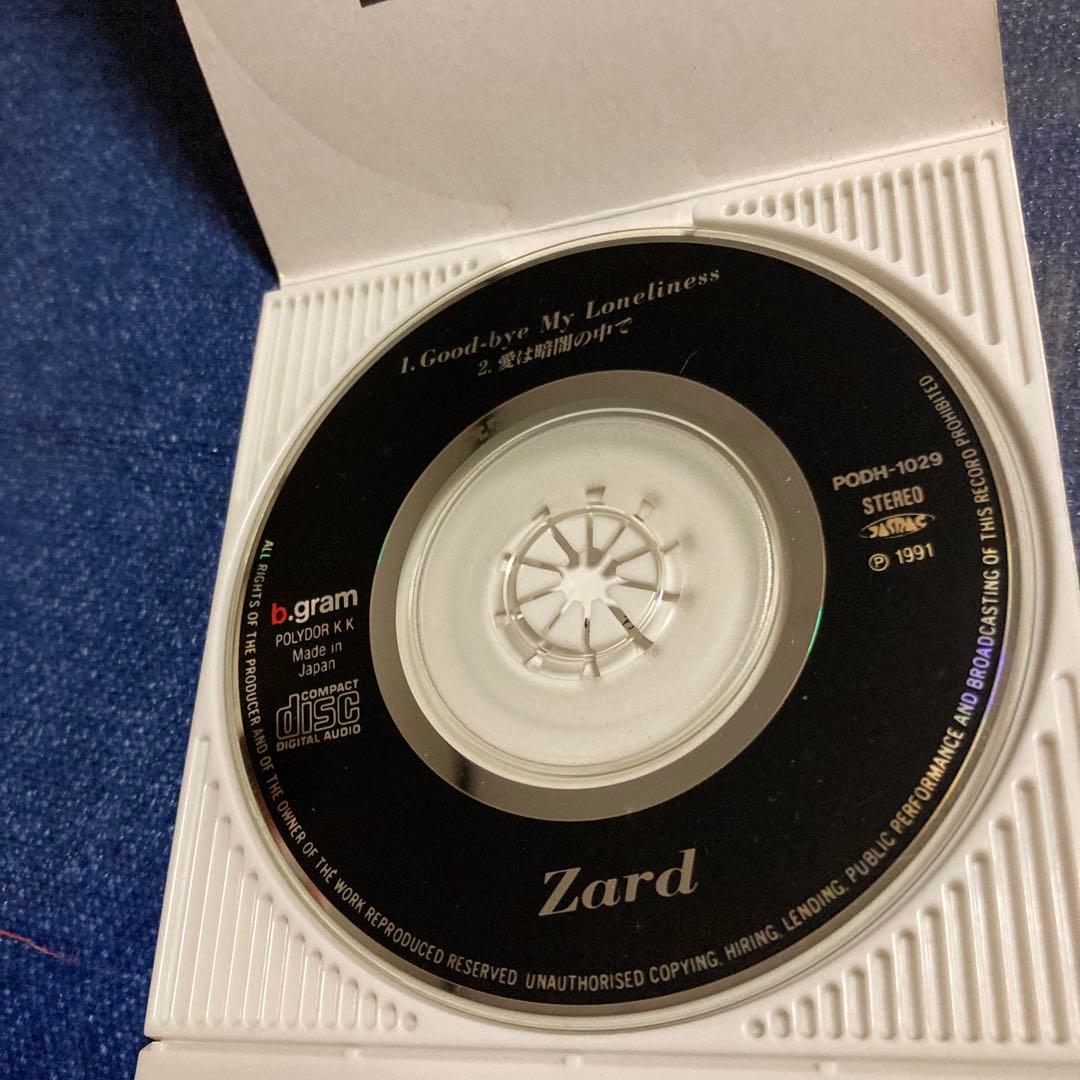 1. Good-bye My Loneliness
2. 愛は暗闇の中で
PODH-1029
STEREO
JASRAC
℗ 1991
b.gram
POLYDOR K K
Made in
Japan
COMPACT
disc
DIGITAL AUDIO
Zard
ALL RIGHTS OF THE PRODUCER AND OF THE OWNER OF THE WORK REPRODUCED RESERVED UNAUTHORISED COPYING, HIRING, LENDING, PUBLIC PERFORMANCE AND BROADCASTING OF THIS RECORD PROHIBITED